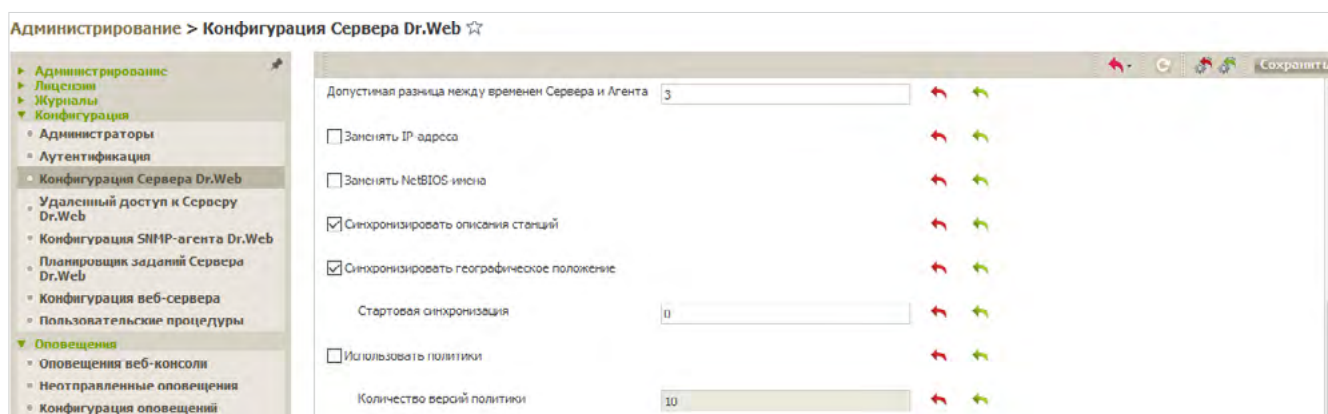 Администрирование > Конфигурация Сервера Dr.Web
Администрирование
Лицензии
Журналы
Конфигурация
Администраторы
Аутентификация
Конфигурация Сервера Dr.Web
Удаленный доступ к Серверу
Dr.Web
Конфигурация SNMP-агента Dr.Web
Планировщик заданий Сервера
Dr.Web
Конфигурация веб-сервера
Пользовательские процедуры
Оповещения
Оповещения веб-консоли
Неотправленные оповещения
Конфигурация оповещений
Сохранить
Допустимая разница между временем Сервера и Агента 3
Заменять IP-адреса
Заменять NetBIOS-имена
Синхронизировать описания станций
Синхронизировать географическое положение
Стартовая синхронизация 0
Использовать политики
Количество версий политики 10